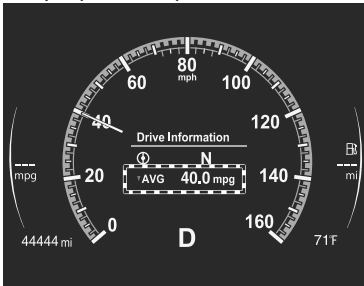 80
mph
60
100
40
120
Drive Information
N
AVG 40.0 mpg
---
mpg
20
140
---
mi
0
160
44444 mi
D
71°F